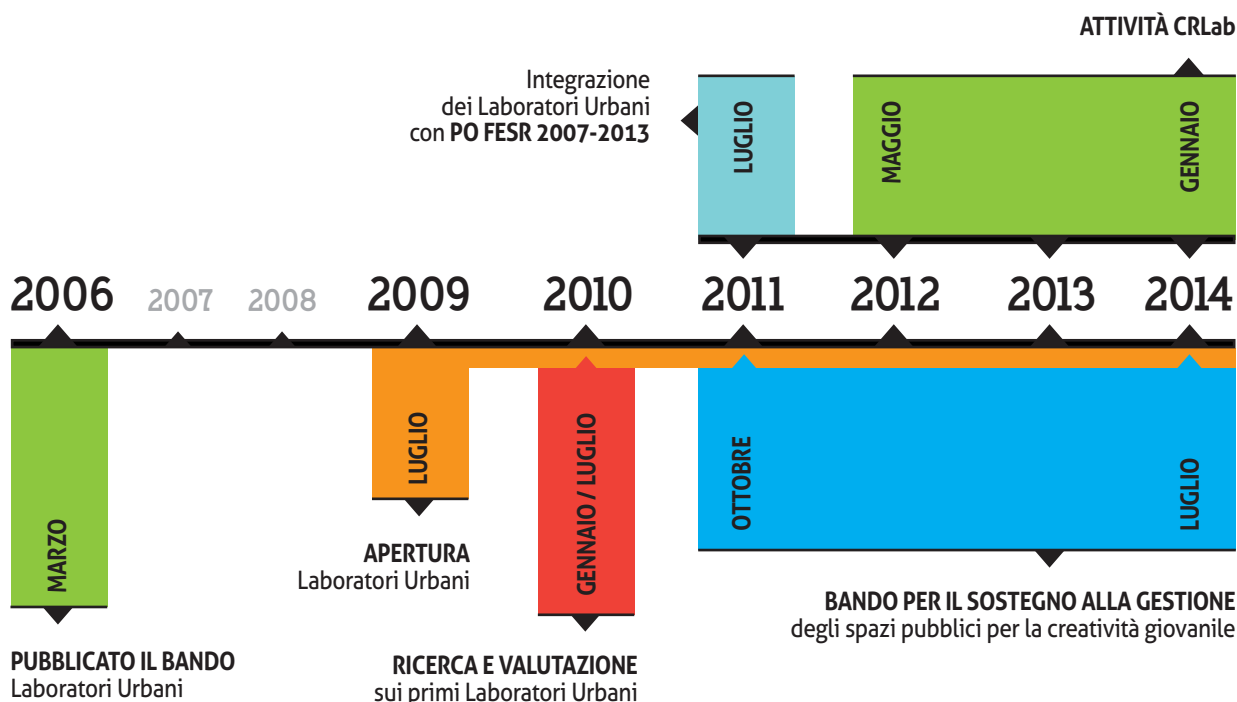 ATTIVITÀ CRLab
Integrazione
dei Laboratori Urbani
con PO FESR 2007-2013
LUGLIO
MAGGIO
GENNAIO
2006
2007
2008
2009
2010
2011
2012
2013
2014
MARZO
LUGLIO
GENNAIO / LUGLIO
OTTOBRE
LUGLIO
APERTURA
Laboratori Urbani
BANDO PER IL SOSTEGNO ALLA GESTIONE
degli spazi pubblici per la creatività giovanile
PUBBLICATO IL BANDO
Laboratori Urbani
RICERCA E VALUTAZIONE
sui primi Laboratori Urbani